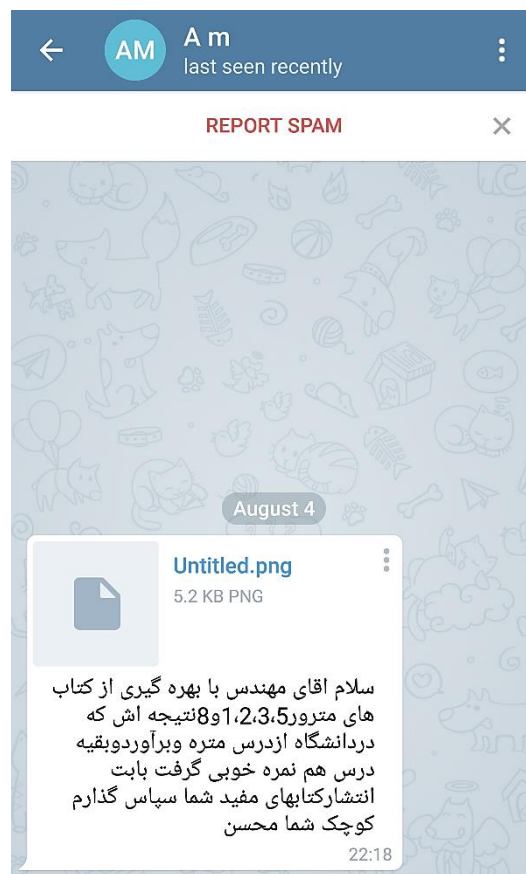 A m
AM
last seen recently
REPORT SPAM
August 4
Untitled.png
5.2 KB PNG
سلام اقای مهندس با بهره گیری از کتاب
های مترور1،2،3،5و8نتیجه اش که
دردانشگاه ازدرس متره وبرآوردوبقیه
درس هم نمره خوبی گرفت بابت
انتشارکتابهای مفید شما سپاس گذارم
کوچک شما محسن
22:18